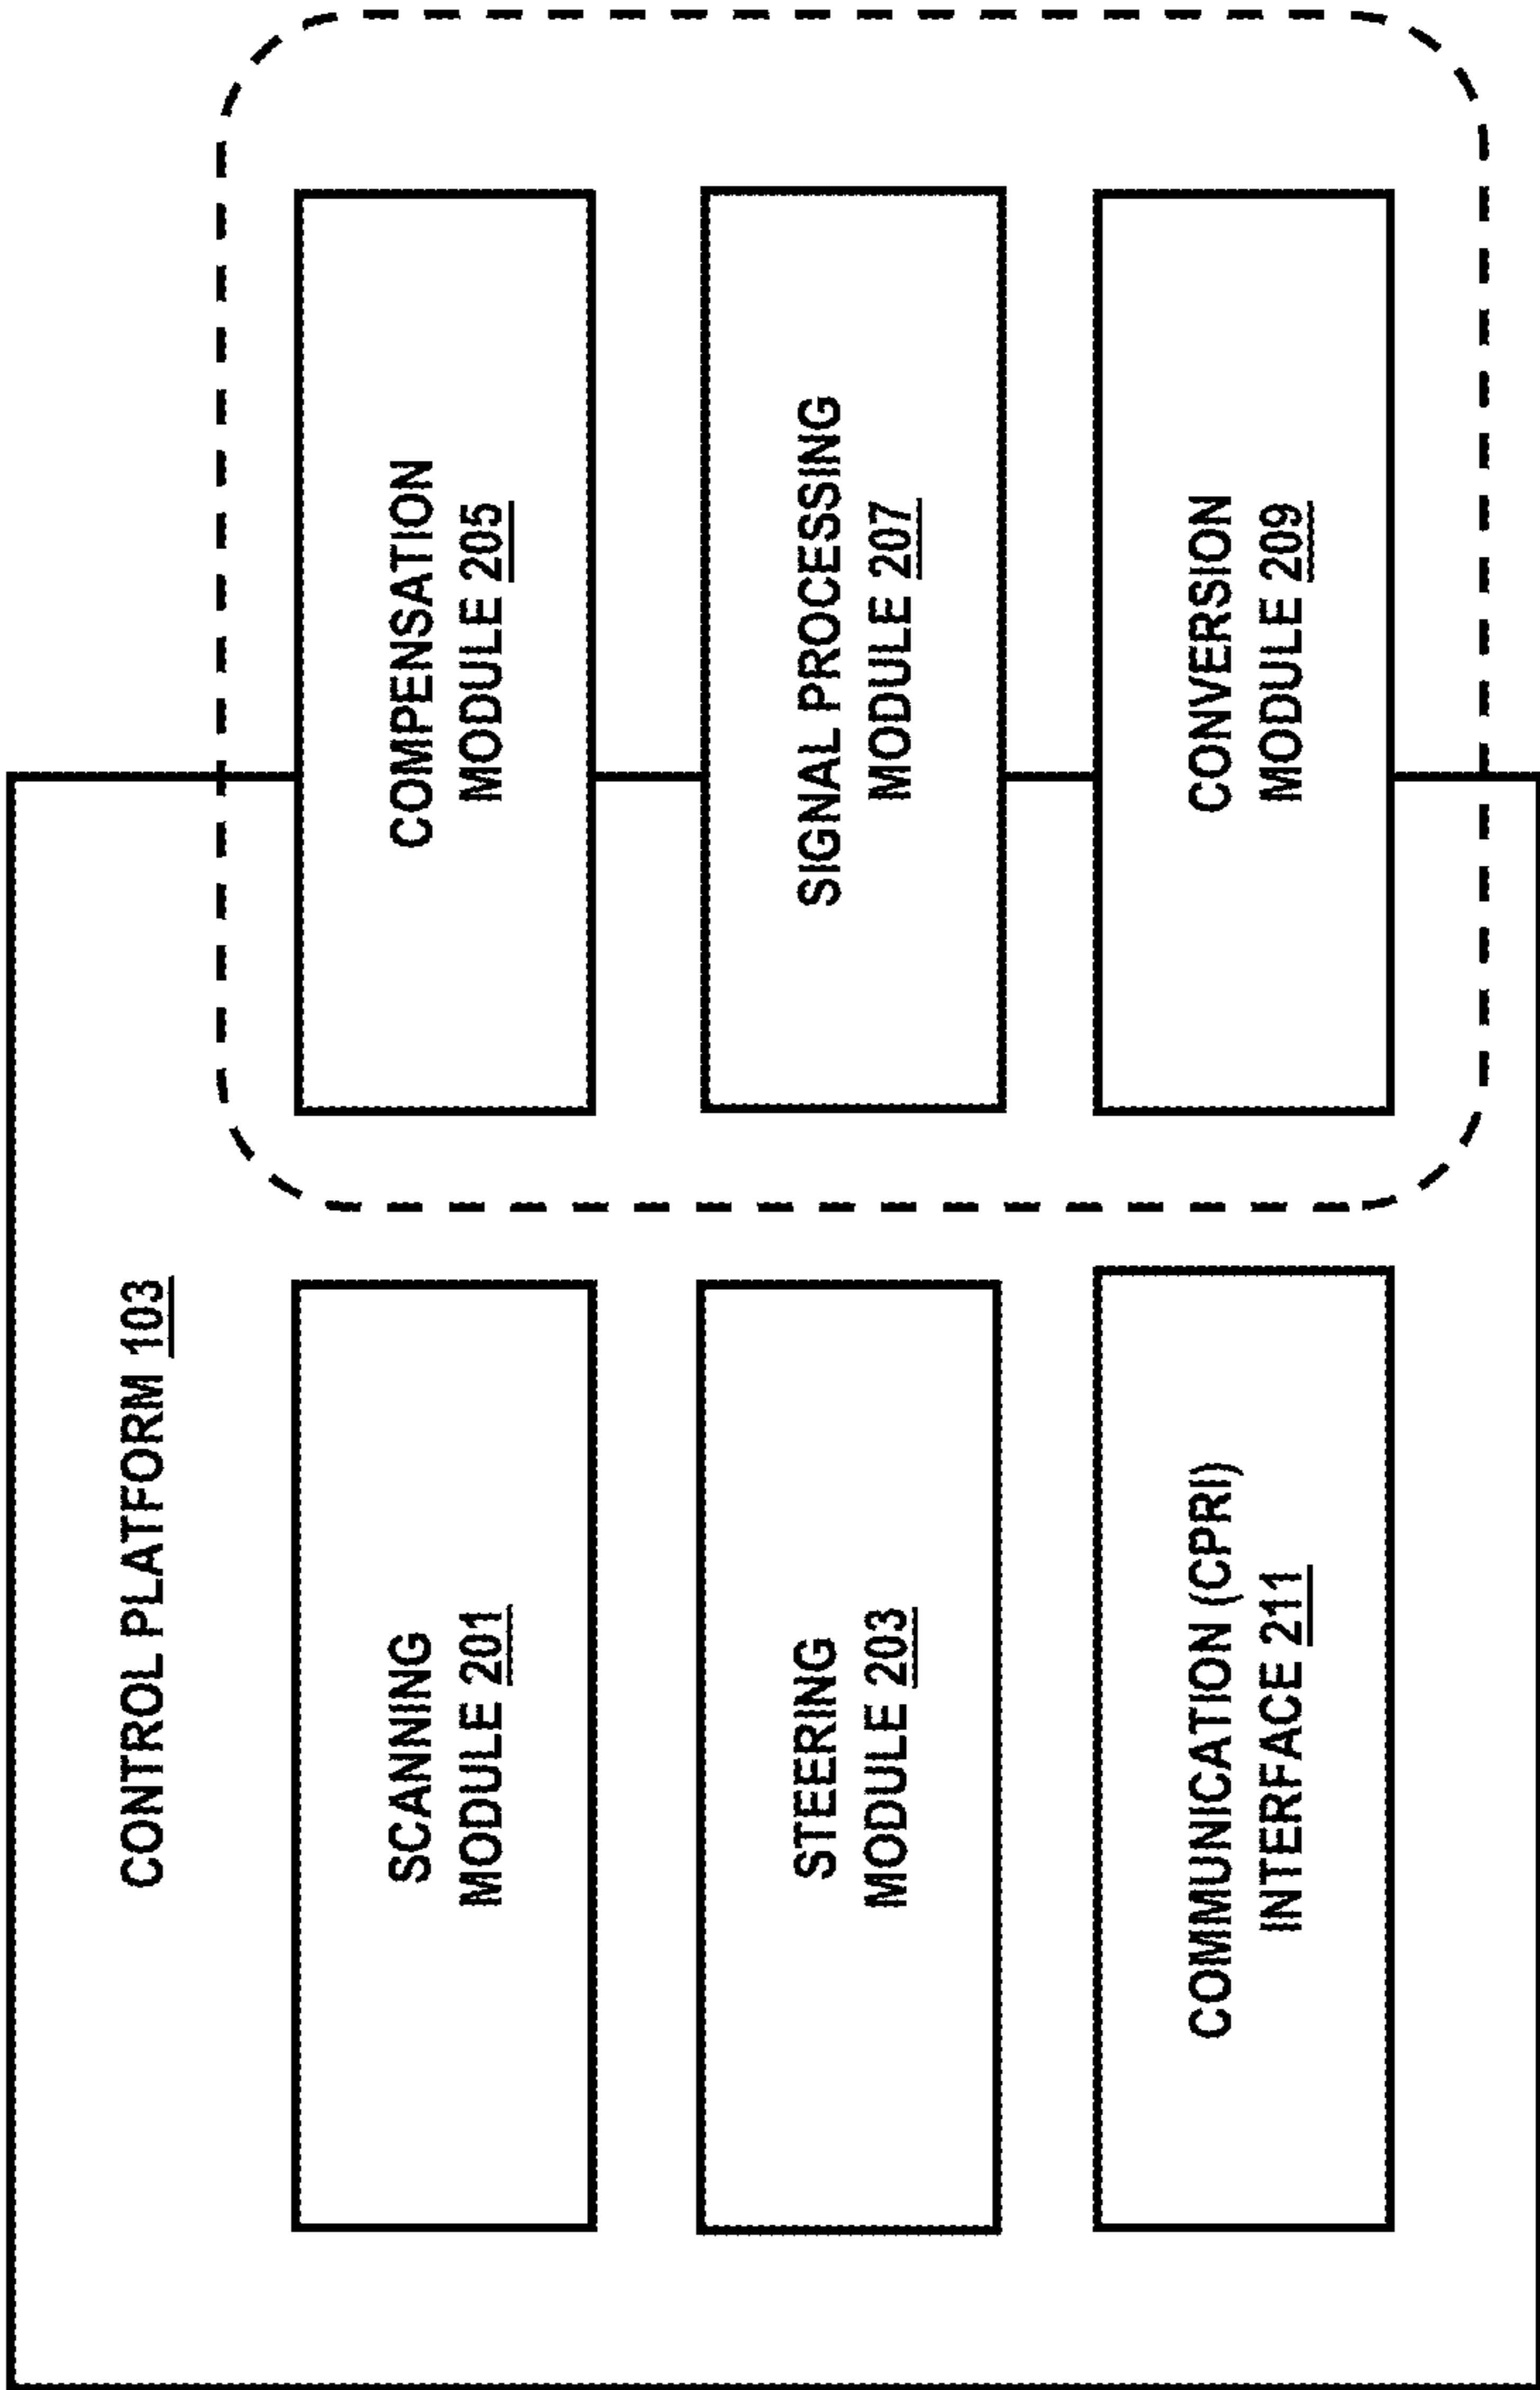 CONTROL PLATFORM 103
SCANNING
MODULE 201
COMPENSATION
MODULE 205
STEERING
MODULE 203
SIGNAL PROCESSING
MODULE 207
COMMUNICATION (CPRI)
INTERFACE 211
CONVERSION
MODULE 209